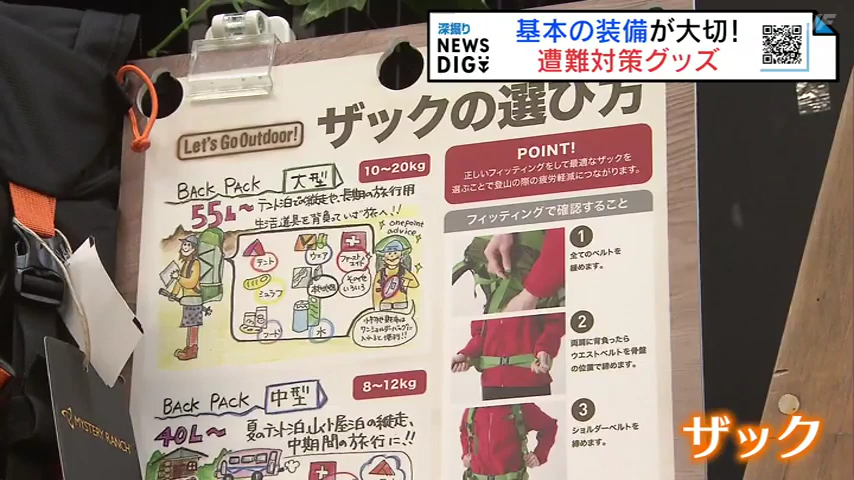 深掘り
NEWS
DIG
基本の装備が大切!
遭難対策グッズ
ザックの選び方
Let's Go Outdoor!
BACK PACK 大型
10～20kg
55L～ テント泊での縦走や、長期の旅行用
生活道具を背負っていざ旅へ!!
onepoint
advice
テント
ウェア
ファースト
エイド
シュラフ
その他
いろいろ
フード
水
POINT!
正しいフィッティングをして最適なザックを
選ぶことで登山の際の疲労軽減につながります。
フィッティングで確認すること
1
全てのベルトを
緩めます。
2
両肩に背負ったら
ウエストベルトを骨盤
の位置で締めます。
3
ショルダーベルトを
締めます。
BACK PACK 中型
8～12kg
40L～
夏のテント泊、山小屋泊の縦走、
中期間の旅行に!!
MYSTERY RANCH
ザック